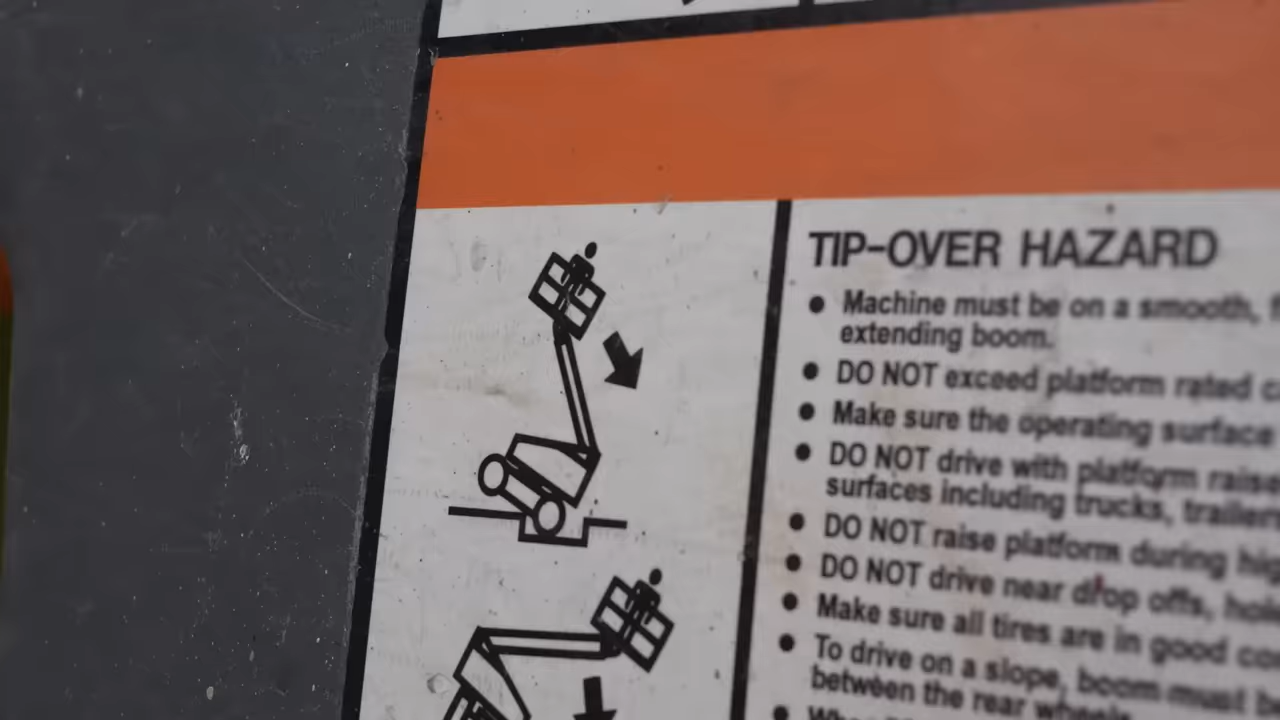 TIP-OVER HAZARD
• Machine must be on a smooth,
extending boom.
• DO NOT exceed platform rated
• Make sure the operating surface
• DO NOT drive with platform raise
surfaces including trucks, trailers
• DO NOT raise platform during hig
• DO NOT drive near drop offs, hole
• Make sure all tires are in good co
• To drive on a slope, boom must b
between the rear wheels.